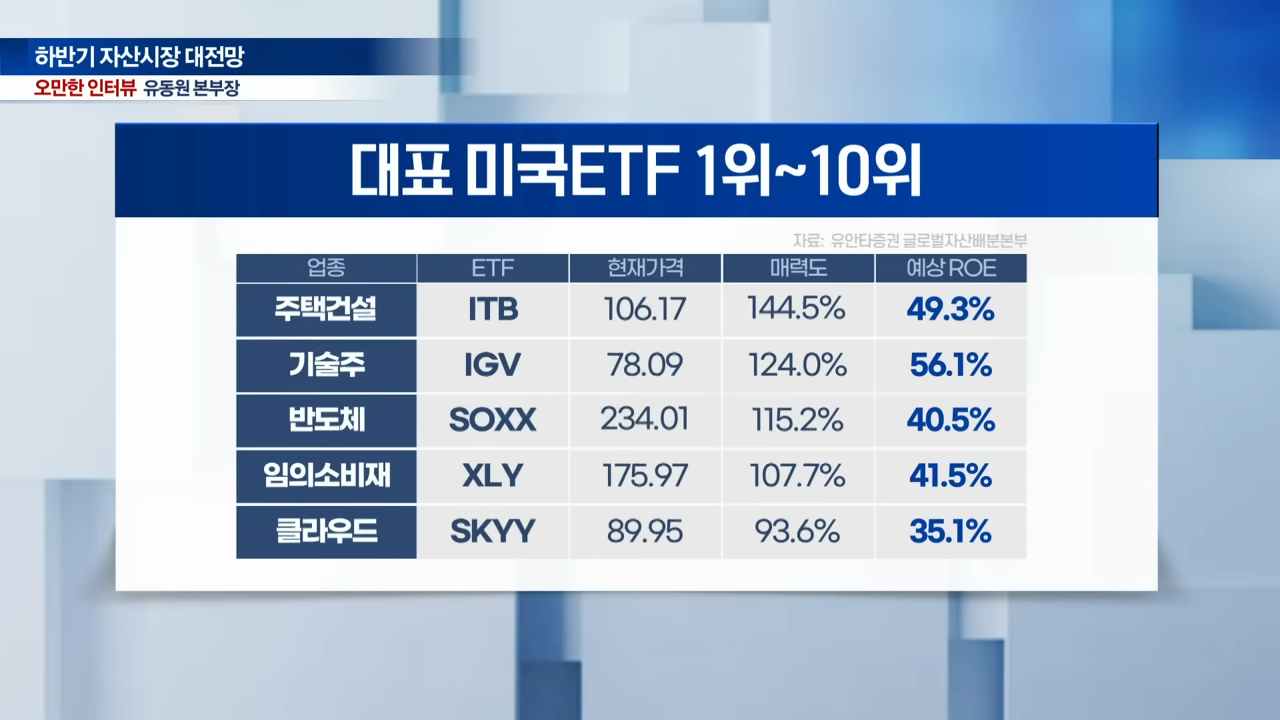 하반기 자산시장 대전망
오만한 인터뷰 유동원 본부장
대표 미국ETF 1위~10위
자료: 유안타증권 글로벌자산배분본부
업종 ETF 현재가격 매력도 예상 ROE
주택건설 ITB 106.17 144.5% 49.3%
기술주 IGV 78.09 124.0% 56.1%
반도체 SOXX 234.01 115.2% 40.5%
임의소비재 XLY 175.97 107.7% 41.5%
클라우드 SKYY 89.95 93.6% 35.1%